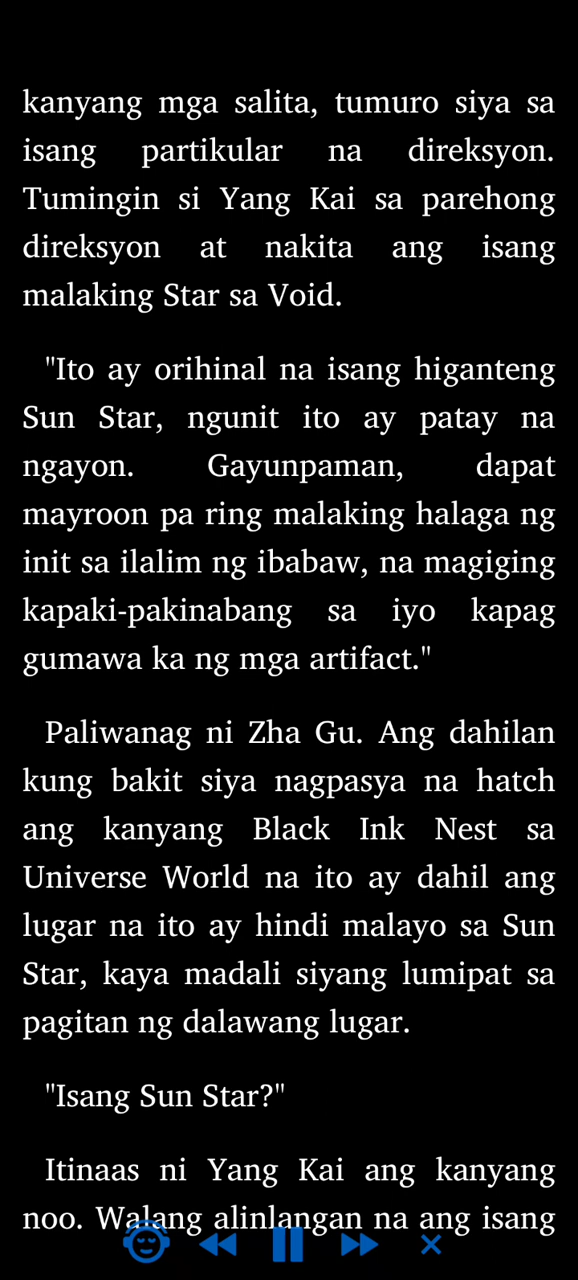 kanyang mga salita, tumuro siya sa
isang partikular na direksyon.
Tumingin si Yang Kai sa parehong
direksyon at nakita ang isang
malaking Star sa Void.
"Ito ay orihinal na isang higanteng
Sun Star, ngunit ito ay patay na
ngayon. Gayunpaman, dapat
mayroon pa ring malaking halaga ng
init sa ilalim ng ibabaw, na magiging
kapaki-pakinabang sa iyo kapag
gumawa ka ng mga artifact."
Paliwanag ni Zha Gu. Ang dahilan
kung bakit siya nagpasya na hatch
ang kanyang Black Ink Nest sa
Universe World na ito ay dahil ang
lugar na ito ay hindi malayo sa Sun
Star, kaya madali siyang lumipat sa
pagitan ng dalawang lugar.
"Isang Sun Star?"
Itinaas ni Yang Kai ang kanyang
noo. Walang alinlangan na ang isang